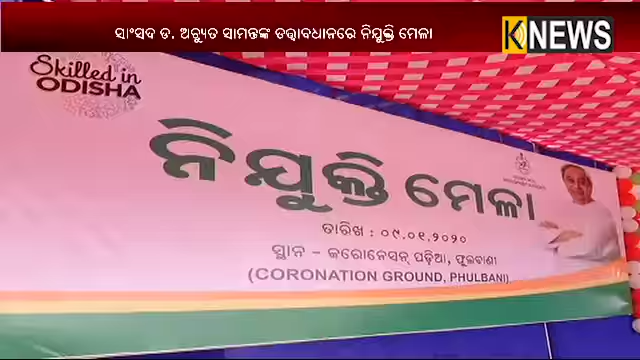 ସାଂସଦ ଡ. ଅଚ୍ୟୁତ ସାମନ୍ତଙ୍କ ତତ୍ତ୍ୱାବଧାନରେ ନିଯୁକ୍ତି ମେଳା
KNEWS
Skilled in
ODISHA
ନିଯୁକ୍ତି ମେଳା
ତାରିଖ : ୦୯.୦୧.୨୦୨୦
ସ୍ଥାନ – କରୋନେସନ୍ ପଡ଼ିଆ, ଫୁଲବାଣୀ
(CORONATION GROUND, PHULBANI)